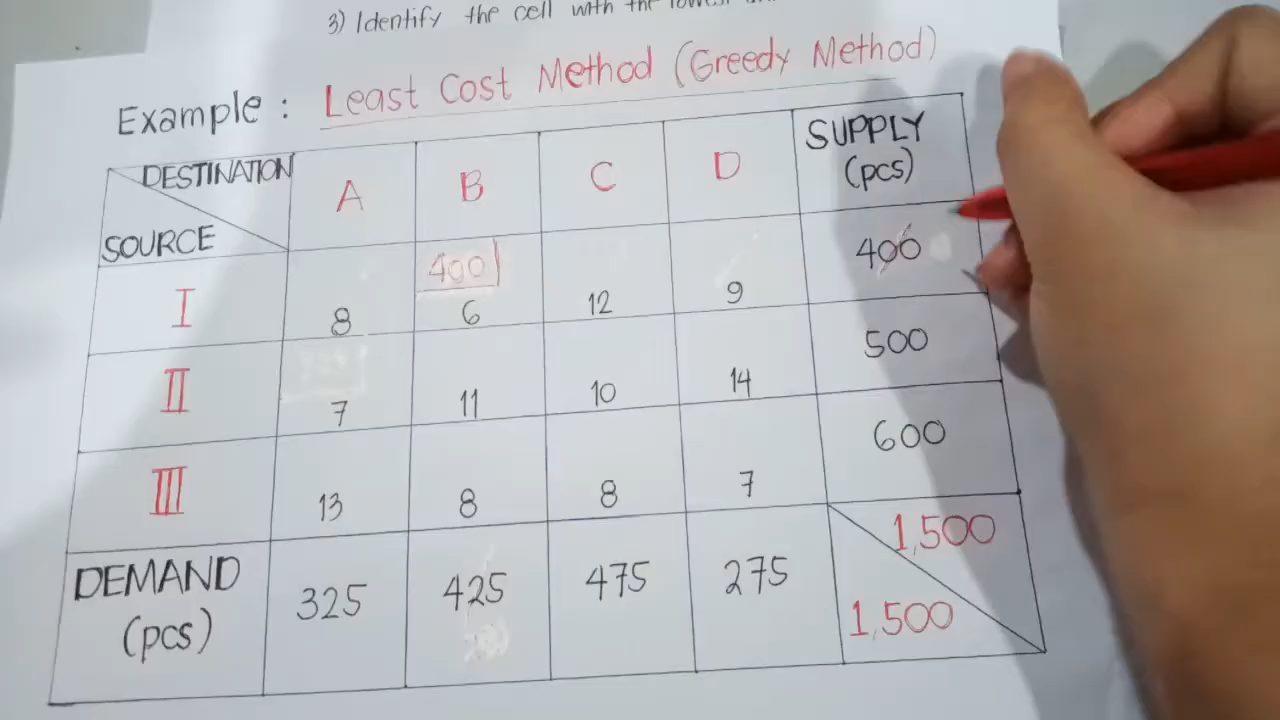 3) Identify the cell with the lowest
Example : Least Cost Method (Greedy Method)
DESTINATION
SOURCE
A B C D SUPPLY
(pcs)
I 8 400 6 12 9 400
II 7 11 10 14 500
III 13 8 8 7 600
DEMAND
(pcs)
325 425 475 275 1,500
1,500